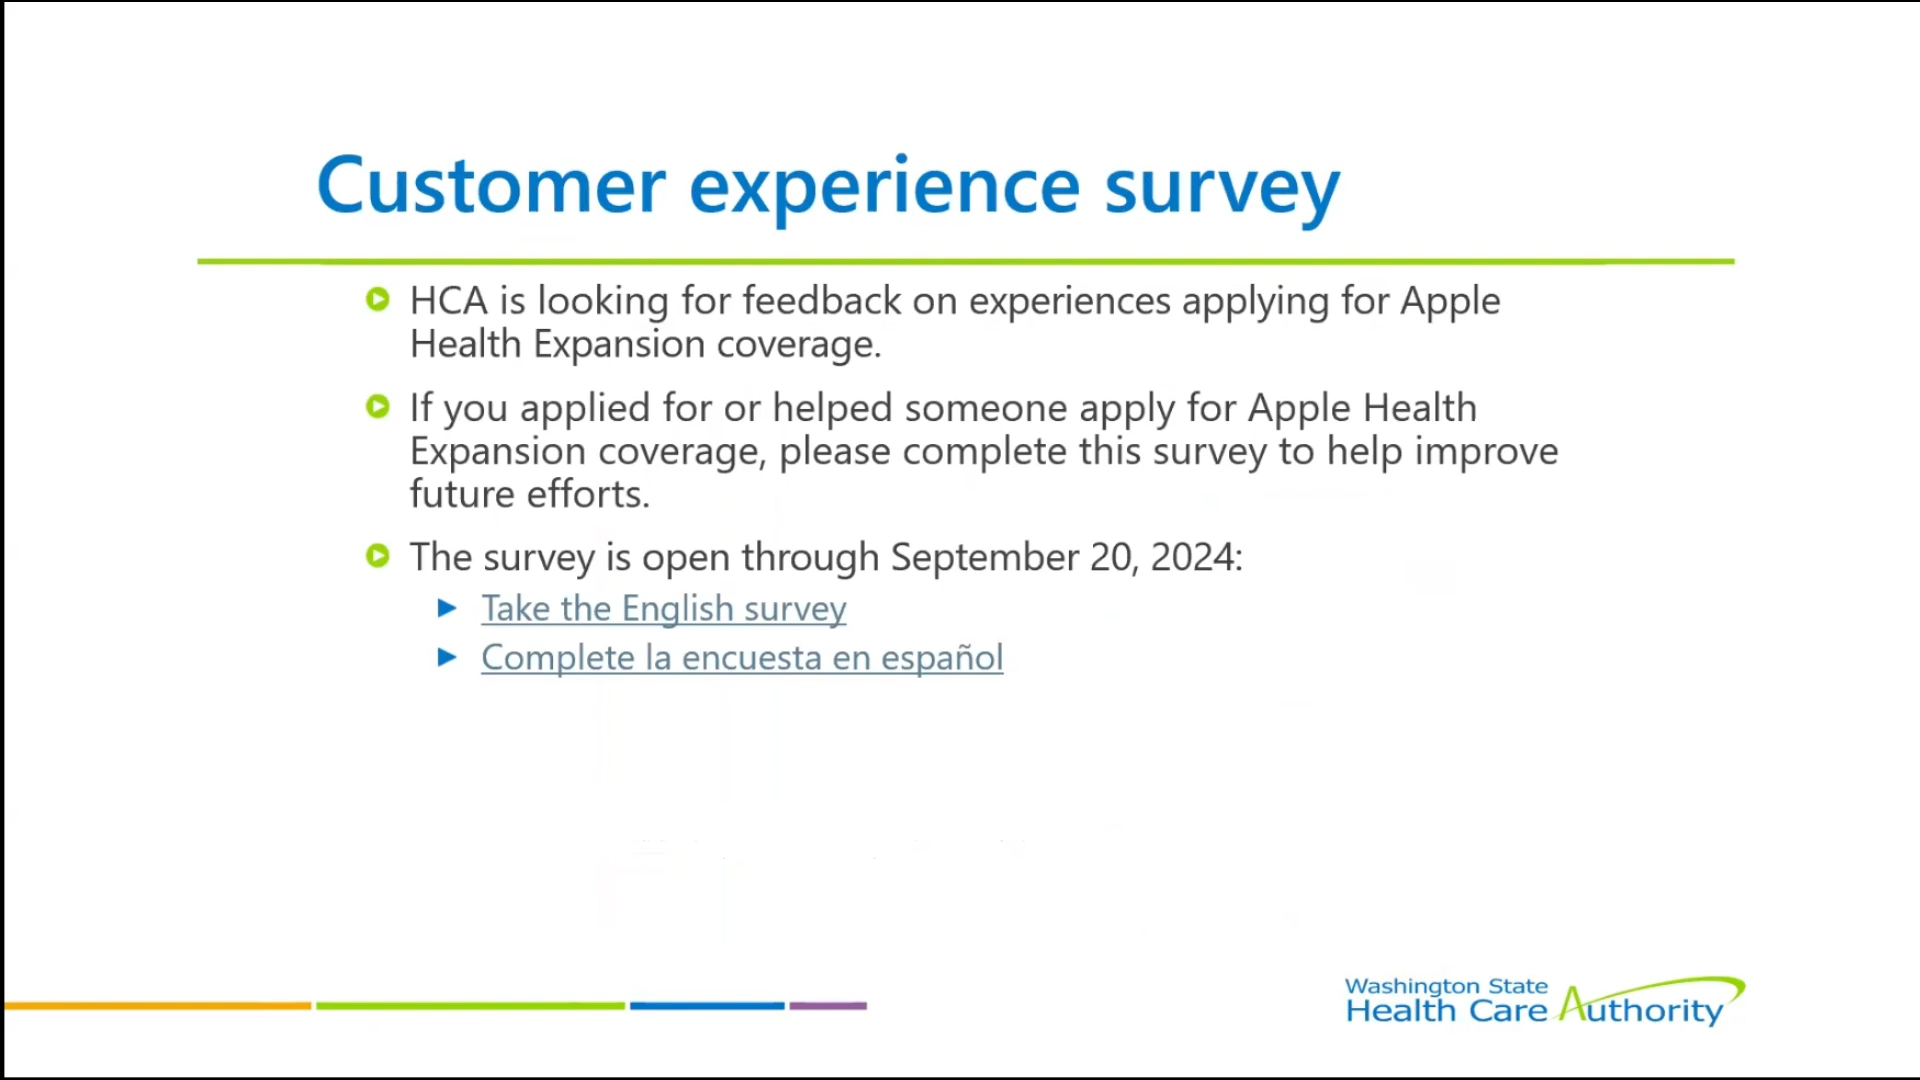 Customer experience survey
HCA is looking for feedback on experiences applying for Apple
Health Expansion coverage.
If you applied for or helped someone apply for Apple Health
Expansion coverage, please complete this survey to help improve
future efforts.
The survey is open through September 20, 2024:
Take the English survey
Complete la encuesta en español
Washington State
Health Care Authority